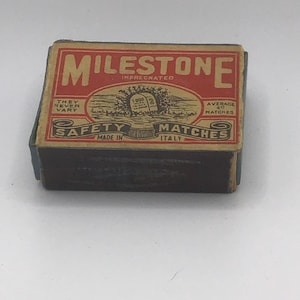 MILESTONE
IMPREGNATED
THEY NEVER VARY
AVERAGE MATCHES
SAFETY MATCHES
MADE IN ITALY